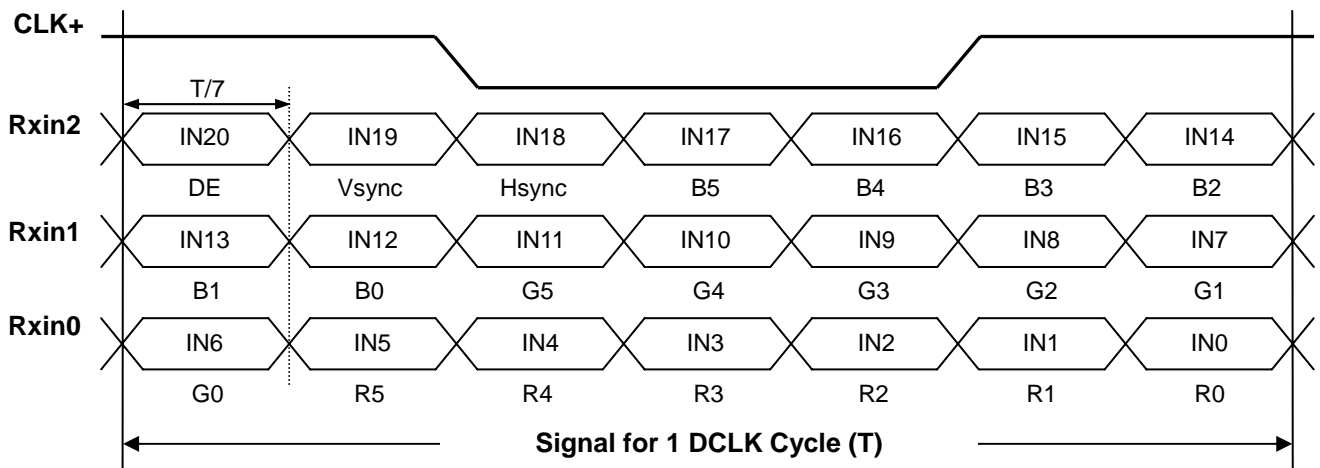 CLK+
T/7
Rxin2 IN20 IN19 IN18 IN17 IN16 IN15 IN14
DE Vsync Hsync B5 B4 B3 B2
Rxin1 IN13 IN12 IN11 IN10 IN9 IN8 IN7
B1 B0 G5 G4 G3 G2 G1
Rxin0 IN6 IN5 IN4 IN3 IN2 IN1 IN0
G0 R5 R4 R3 R2 R1 R0
Signal for 1 DCLK Cycle (T)